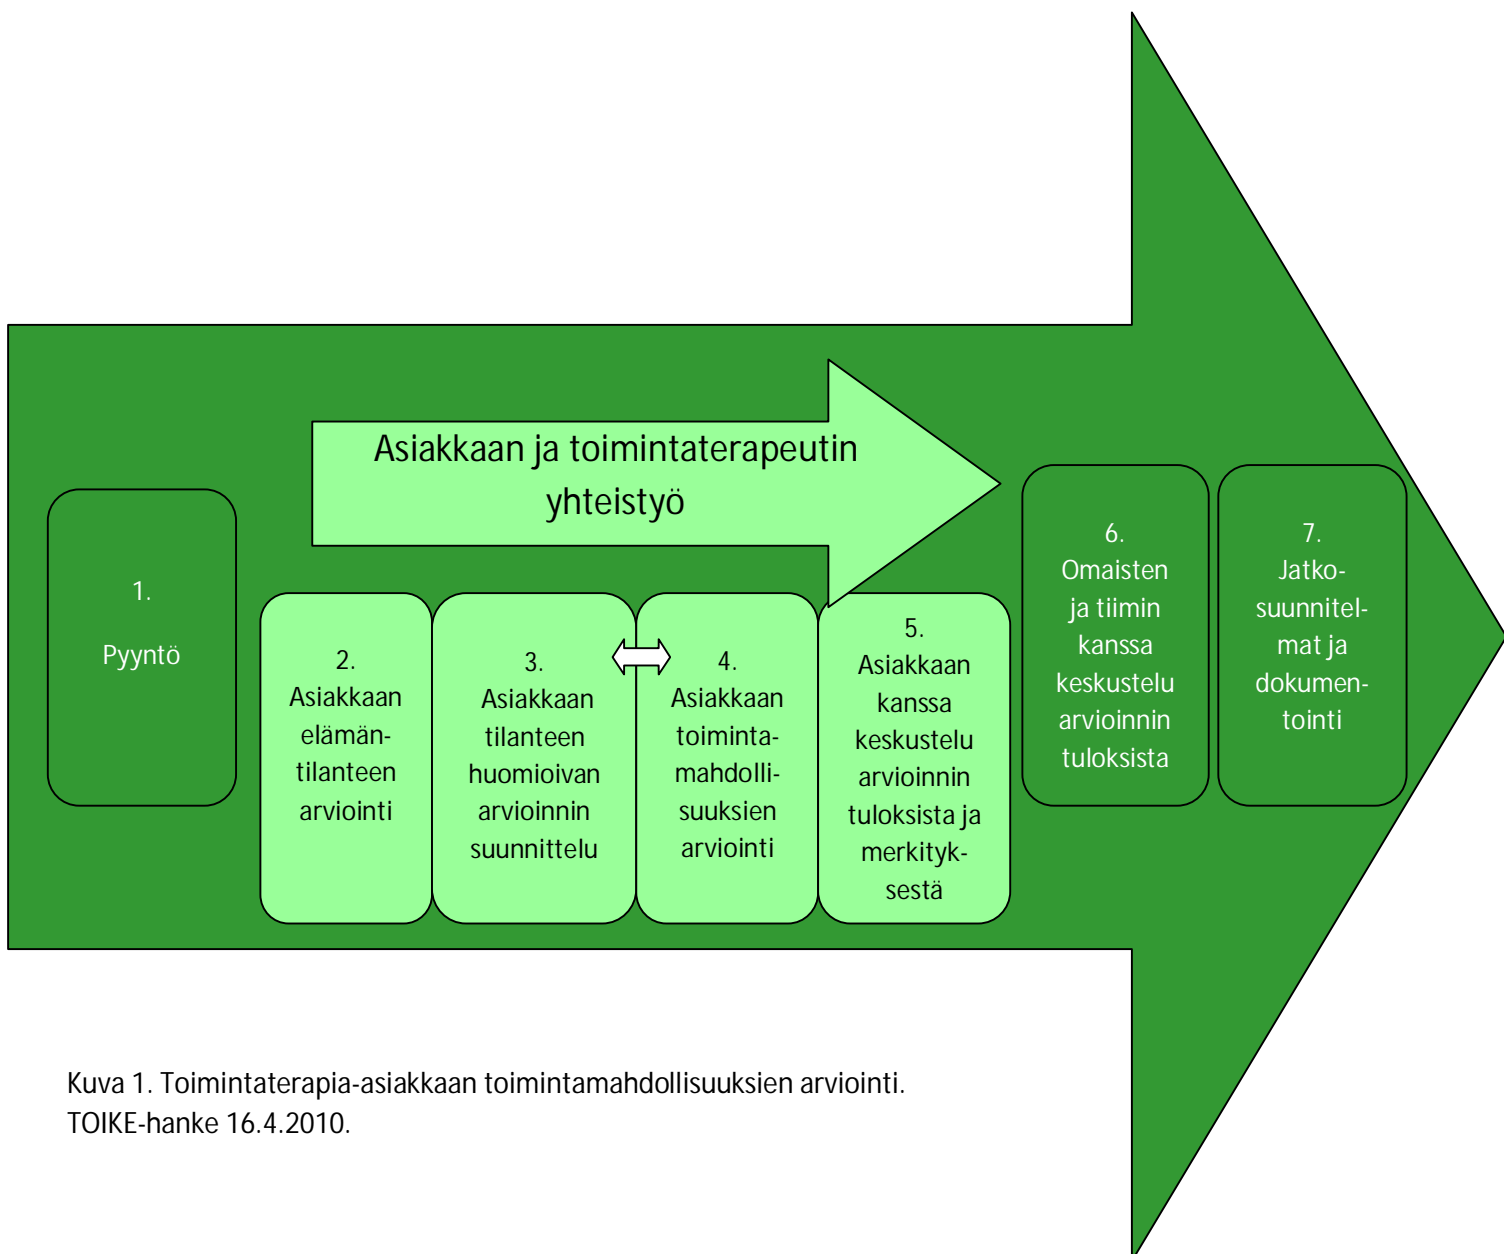 Asiakkaan ja toimintaterapeutin
yhteistyö
1.
Pyyntö
2.
Asiakkaan
elämän-
tilanteen
arviointi
3.
Asiakkaan
tilanteen
huomioivan
arvioinnin
suunnittelu
4.
Asiakkaan
toiminta-
mahdolli-
suuksien
arviointi
5.
Asiakkaan
kanssa
keskustelu
arvioinnin
tuloksista ja
merkityk-
sestä
6.
Omaisten
ja tiimin
kanssa
keskustelu
arvioinnin
tuloksista
7.
Jatko-
suunnitel-
mat ja
dokumen-
tointi
Kuva 1. Toimintaterapia-asiakkaan toimintamahdollisuuksien arviointi.
TOIKE-hanke 16.4.2010.